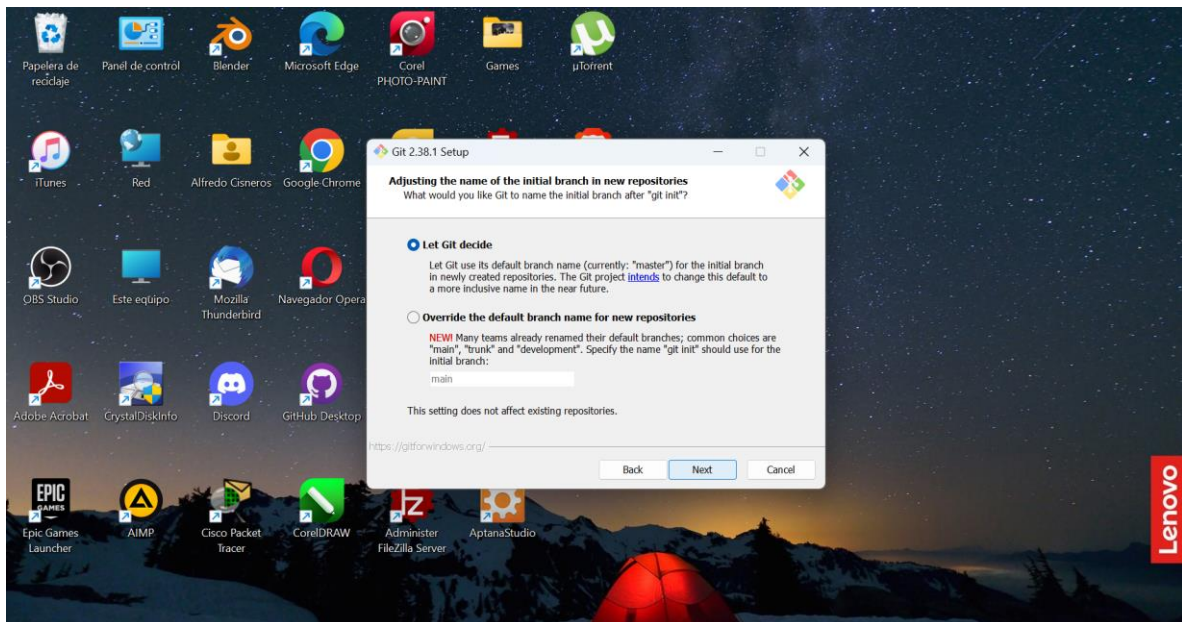 Papelera de
reciclaje
Panel de control
Blender
Microsoft Edge
Corel
PHOTO-PAINT
Games
µTorrent
iTunes
Red
Alfredo Cisneros
Google Chrome
OBS Studio
Este equipo
Mozilla
Thunderbird
Navegador Opera
Adobe Acrobat
CrystalDiskInfo
Discord
GitHub Desktop
EPIC
GAMES
Epic Games
Launcher
AIMP
Cisco Packet
Tracer
CorelDRAW
Administer
FileZilla Server
AptanaStudio
Git 2.38.1 Setup
Adjusting the name of the initial branch in new repositories
What would you like Git to name the initial branch after "git init"?
Let Git decide
Let Git use its default branch name (currently: "master") for the initial branch
in newly created repositories. The Git project intends to change this default to
a more inclusive name in the near future.
Override the default branch name for new repositories
NEW! Many teams already renamed their default branches; common choices are
"main", "trunk" and "development". Specify the name "git init" should use for the
initial branch:
main
This setting does not affect existing repositories.
https://gitforwindows.org/
Back
Next
Cancel
Lenovo